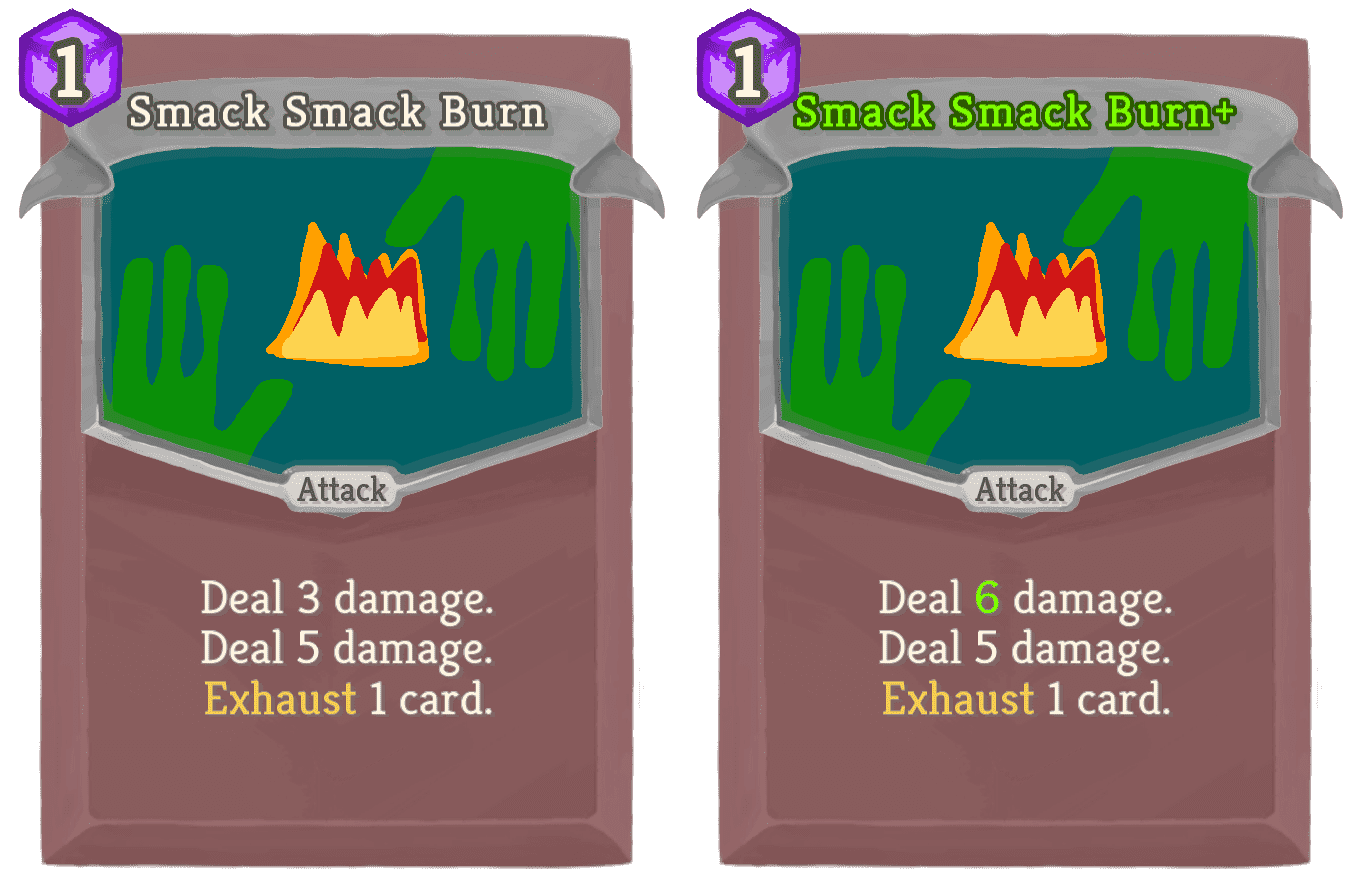 1
Smack Smack Burn
Attack
Deal 3 damage.
Deal 5 damage.
Exhaust 1 card.
1
Smack Smack Burn+
Attack
Deal 6 damage.
Deal 5 damage.
Exhaust 1 card.